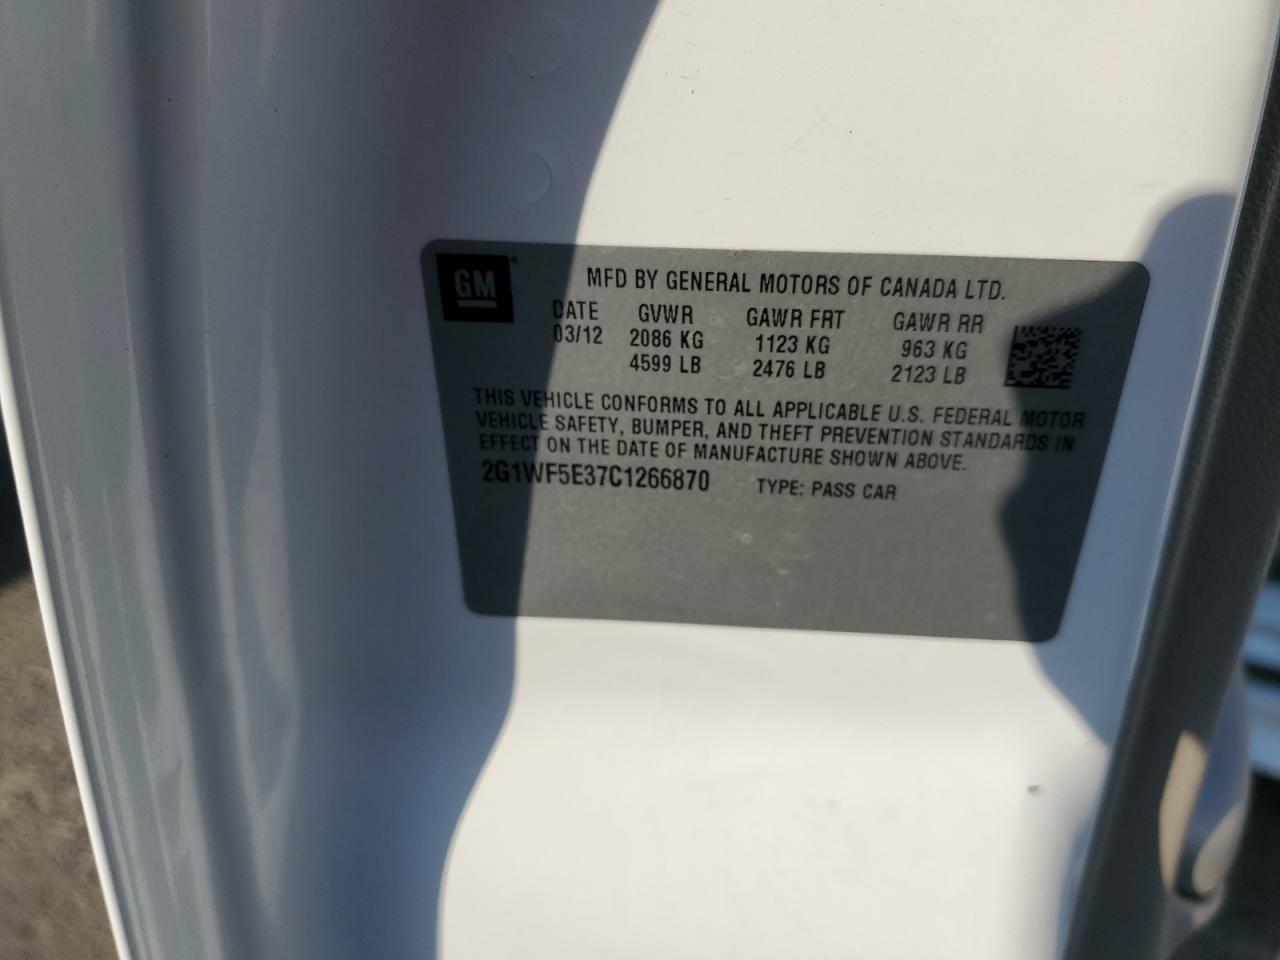 GM ®
MFD BY GENERAL MOTORS OF CANADA LTD.
DATE GVWR GAWR FRT GAWR RR
03/12 2086 KG 1123 KG 963 KG
4599 LB 2476 LB 2123 LB
THIS VEHICLE CONFORMS TO ALL APPLICABLE U.S. FEDERAL MOTOR
VEHICLE SAFETY, BUMPER, AND THEFT PREVENTION STANDARDS IN
EFFECT ON THE DATE OF MANUFACTURE SHOWN ABOVE.
2G1WF5E37C1266870 TYPE: PASS CAR